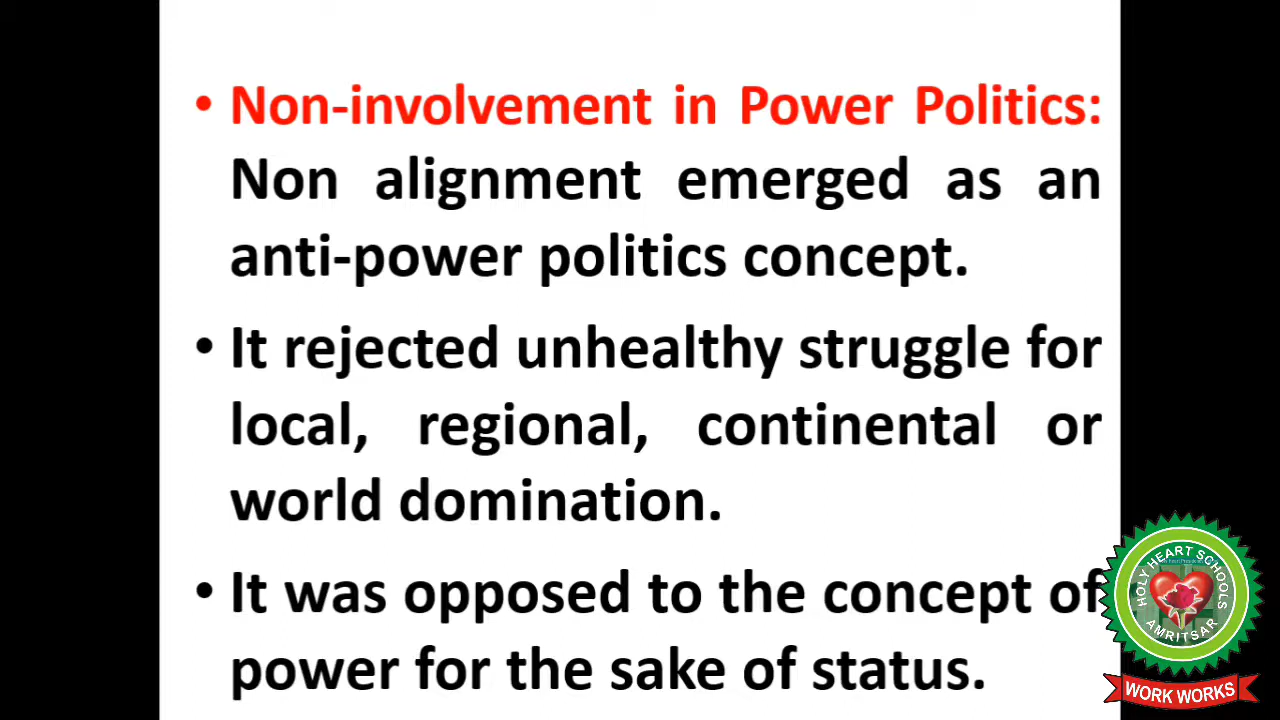 • Non-involvement in Power Politics:
Non alignment emerged as an
anti-power politics concept.
• It rejected unhealthy struggle for
local, regional, continental or
world domination.
• It was opposed to the concept of
power for the sake of status.
HOLY HEART SCHOOLS
AMRITSAR
WORK WORKS